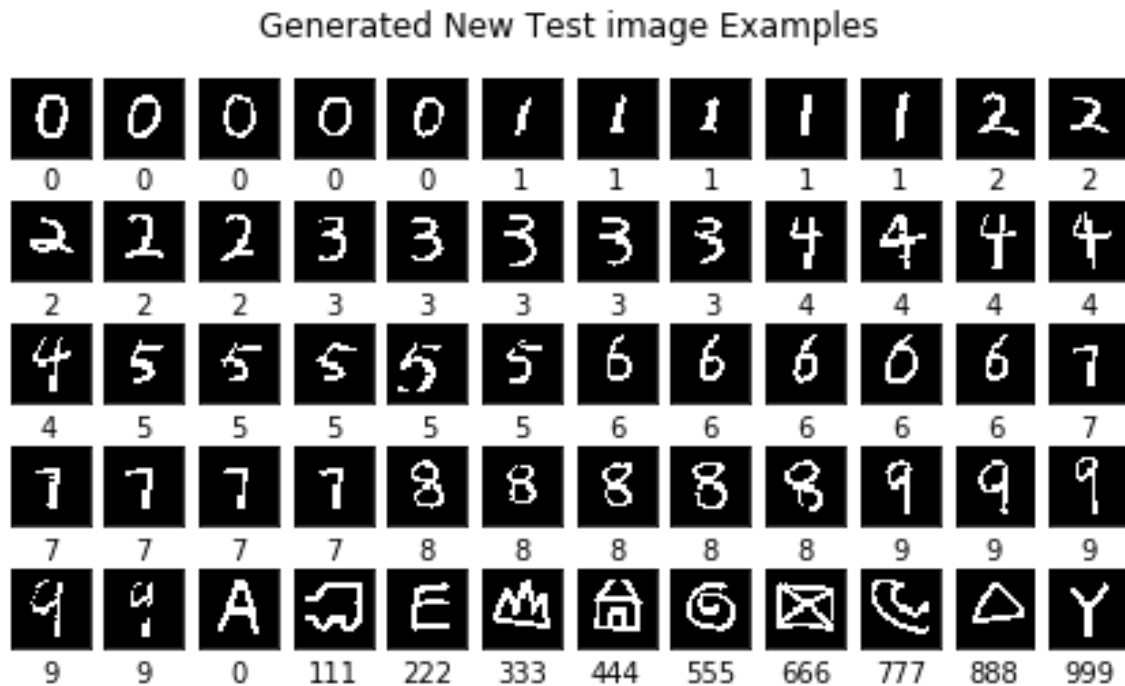 Generated New Test image Examples
0 0 0 0 0 1 1 1 1 1 2 2
0 0 0 0 0 1 1 1 1 1 2 2
2 2 2 3 3 3 3 3 4 4 4 4
2 2 2 3 3 3 3 3 4 4 4 4
4 5 5 5 5 5 6 6 6 6 6 7
4 5 5 5 5 5 6 6 6 6 6 7
7 7 7 7 8 8 8 8 8 9 9 9
7 7 7 7 8 8 8 8 8 9 9 9
9 9 A E Y
9 9 0 111 222 333 444 555 666 777 888 999